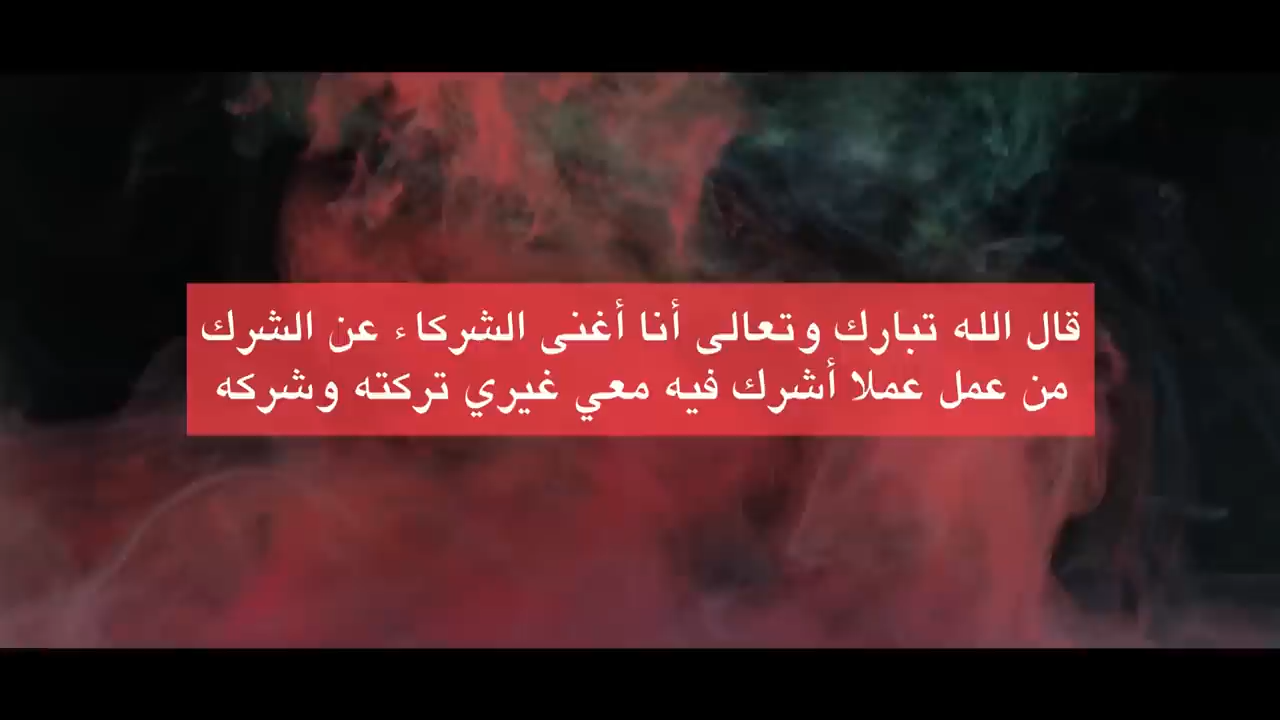 قال الله تبارك وتعالى أنا أغنى الشركاء عن الشرك
من عمل عملا أشرك فيه معي غيري تركته وشركه